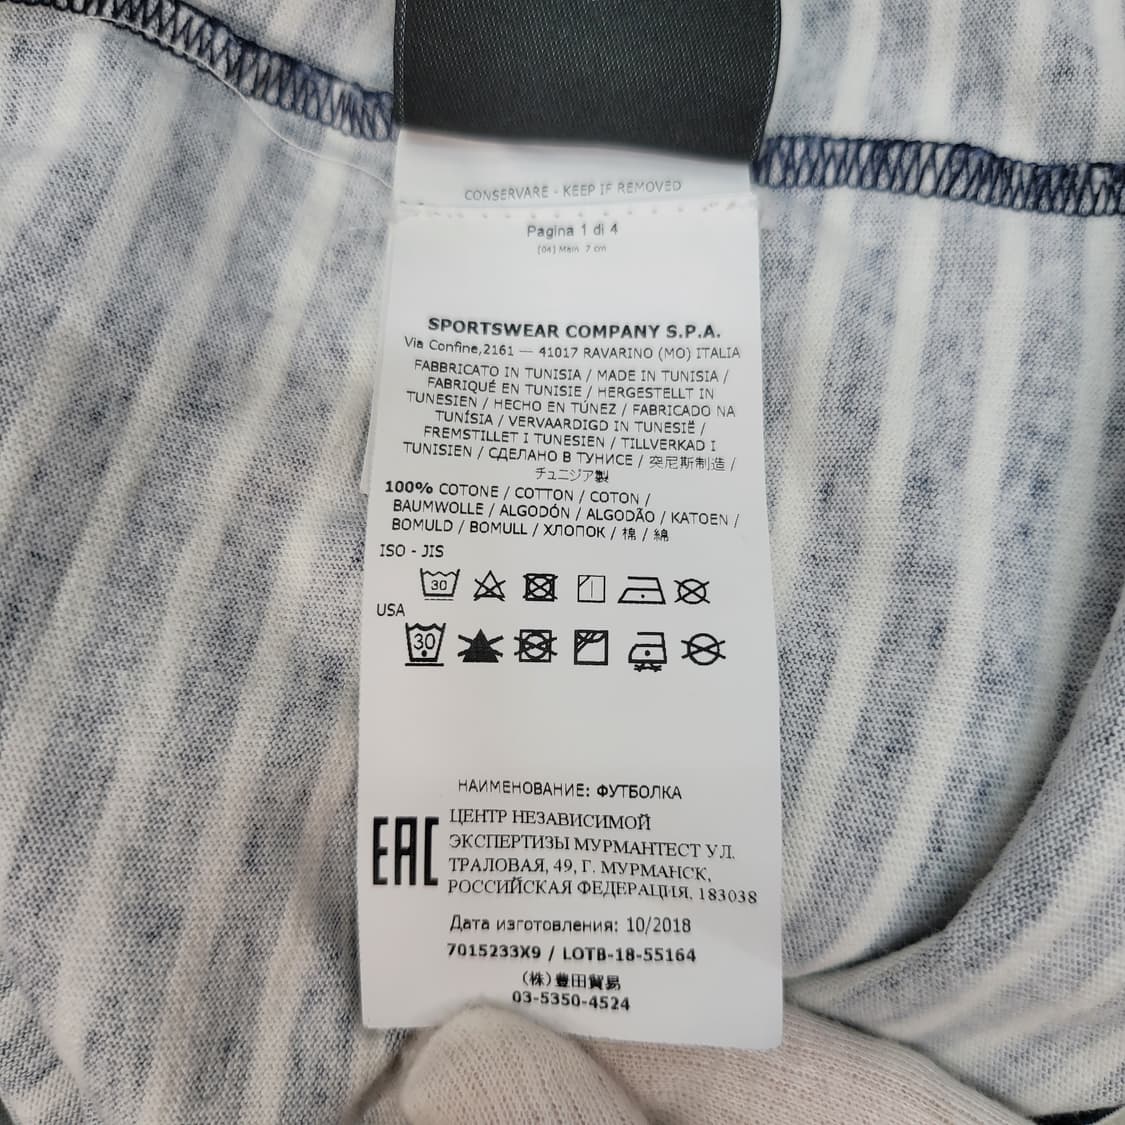 CONSERVARE - KEEP IF REMOVED
Pagina 1 di 4
[04] Main 7 cm
SPORTSWEAR COMPANY S.P.A.
Via Confine,2161 — 41017 RAVARINO (MO) ITALIA
FABBRICATO IN TUNISIA / MADE IN TUNISIA /
FABRIQUÉ EN TUNISIE / HERGESTELLT IN
TUNESIEN / HECHO EN TÚNEZ / FABRICADO NA
TUNÍSIA / VERVAARDIGD IN TUNESIË /
FREMSTILLET I TUNESIEN / TILLVERKAD I
TUNISIEN / СДЕЛАНО В ТУНИСЕ / 突尼斯制造 /
チュニジア製
100% COTONE / COTTON / COTON /
BAUMWOLLE / ALGODÓN / ALGODÃO / KATOEN /
BOMULD / BOMULL / ХЛОПОК / 棉 / 綿
ISO - JIS
30
USA
30
НАИМЕНОВАНИЕ: ФУТБОЛКА
EAC
ЦЕНТР НЕЗАВИСИМОЙ
ЭКСПЕРТИЗЫ МУРМАНТЕСТ УЛ.
ТРАЛОВАЯ, 49, Г. МУРМАНСК,
РОССИЙСКАЯ ФЕДЕРАЦИЯ, 183038
Дата изготовления: 10/2018
7015233X9 / LOTB-18-55164
(株)豊田貿易
03-5350-4524